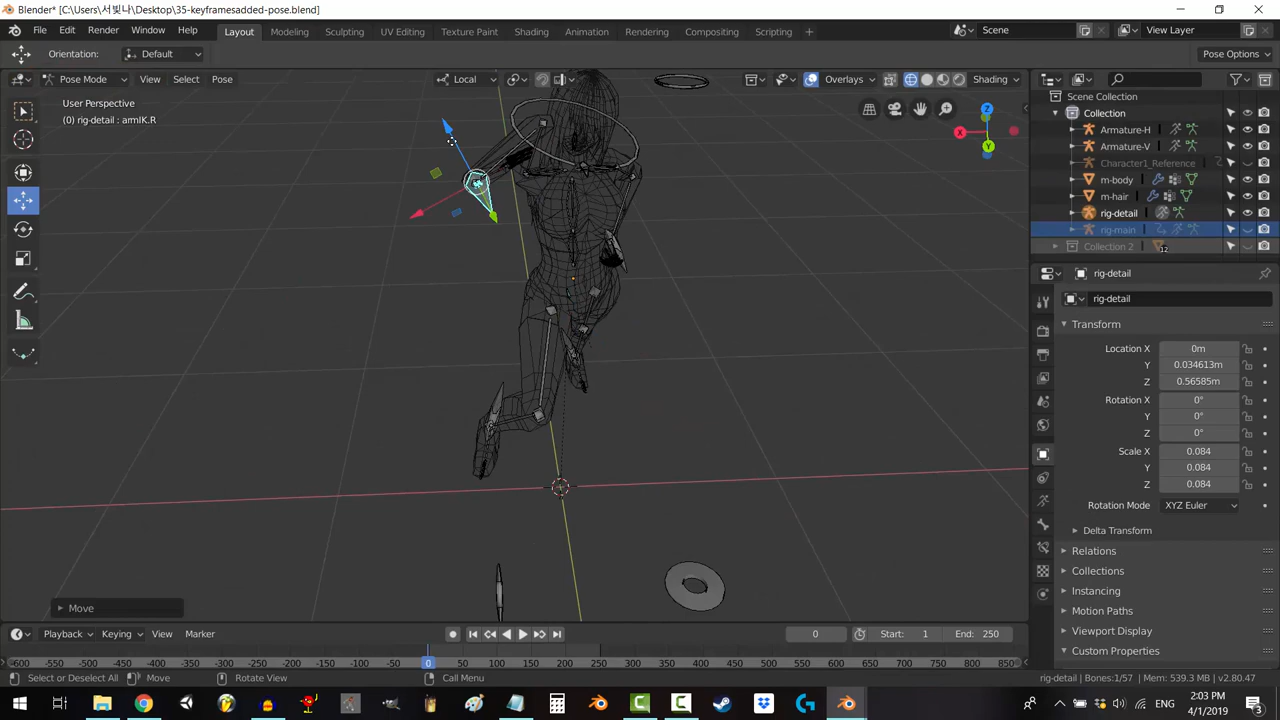 Blender* [C:\Users\서빛나\Desktop\35-keyframesadded-pose.blend]
File Edit Render Window Help Layout Modeling Sculpting UV Editing Texture Paint Shading Animation Rendering Compositing Scripting + Scene View Layer
Orientation: Default Pose Options
Pose Mode View Select Pose Local Overlays Shading
User Perspective
(0) rig-detail : armIK.R
Z
X
Y
Scene Collection
Collection
Armature-H
Armature-V
Character1_Reference
m-body
m-hair
rig-detail
rig-main
Collection 2 12
rig-detail
rig-detail
Transform
Location X 0m
Y 0.034613m
Z 0.56585m
Rotation X 0°
Y 0°
Z 0°
Scale X 0.084
Y 0.084
Z 0.084
Rotation Mode XYZ Euler
Delta Transform
Relations
Collections
Instancing
Motion Paths
Viewport Display
Custom Properties
Move
Playback Keying View Marker 0 Start: 1 End: 250
-600 -550 -500 -450 -400 -350 -300 -250 -200 -150 -100 -50 0 50 100 150 200 250 300 350 400 450 500 550 600 650 700 750 800 850
Select or Deselect All Move Rotate View Call Menu rig-detail | Bones:1/57 | Mem: 539.3 MB | v2.80.47
ENG 2:03 PM
4/1/2019 3